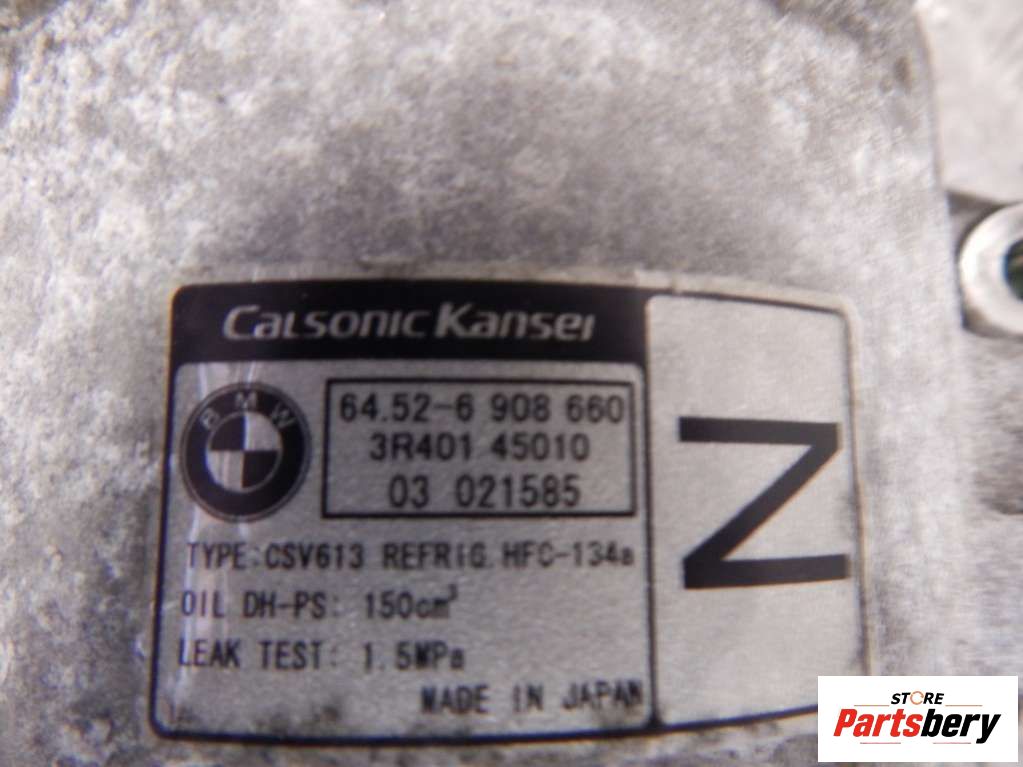 CALSONIC KANSEI
BMW
64.52-6 908 660
3R401 45010
03 021585
TYPE:CSV613 REFRIG.HFC-134a
OIL DH-PS: 150cm³
LEAK TEST: 1.5MPa
MADE IN JAPAN
Z
STORE
Partsbery